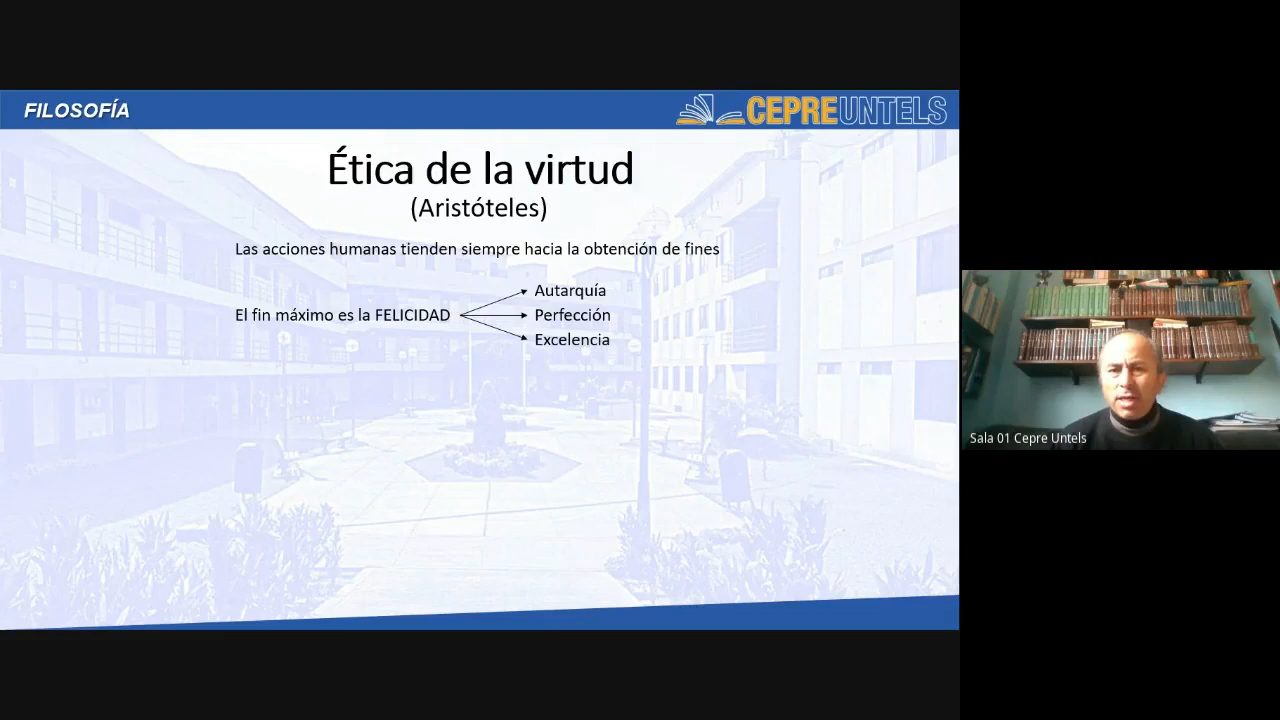 FILOSOFÍA
CEPREUNTELS
Ética de la virtud
(Aristóteles)
Las acciones humanas tienden siempre hacia la obtención de fines
El fin máximo es la FELICIDAD
Autarquía
Perfección
Excelencia
Sala 01 Cepre Untels